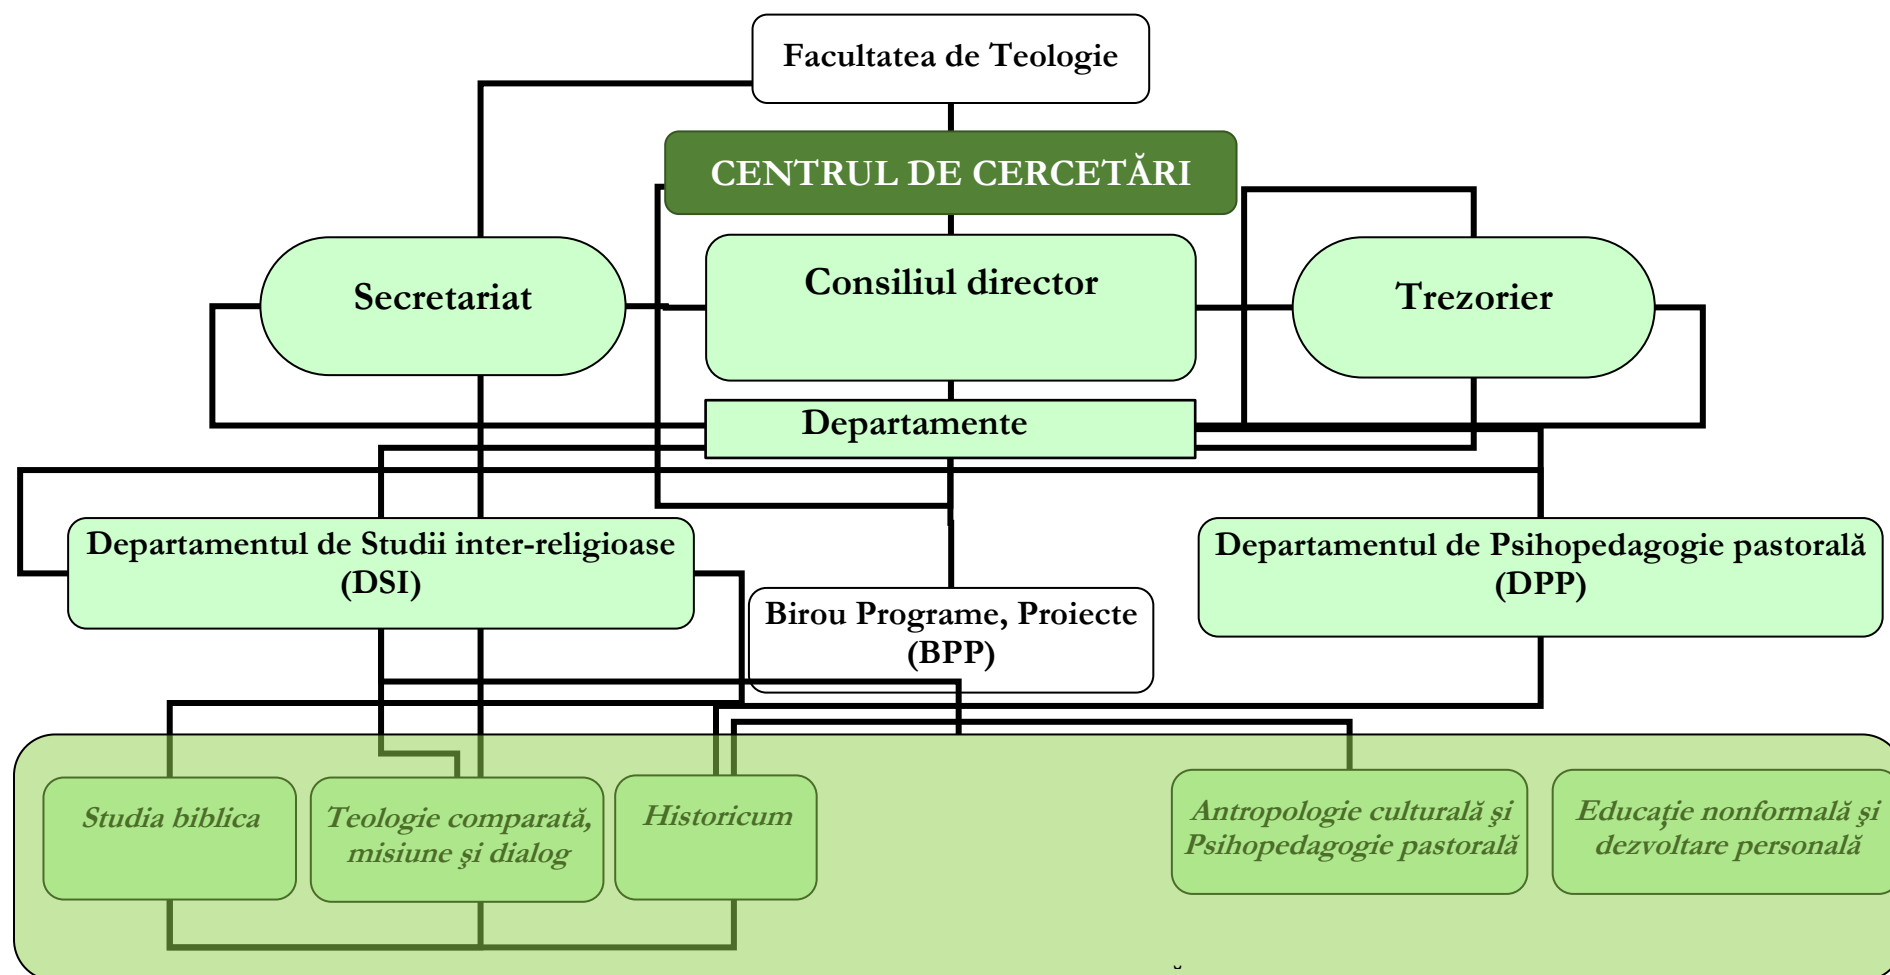 Facultatea de Teologie
CENTRUL DE CERCETĂRI
Secretariat
Consiliul director
Trezorier
Departamente
Departamentul de Studii inter-religioase
(DSI)
Birou Programe, Proiecte
(BPP)
Departamentul de Psihopedagogie pastorală
(DPP)
Studia biblica
Teologie comparată,
misiune şi dialog
Historicum
Antropologie culturală şi
Psihopedagogie pastorală
Educaţie nonformală şi
dezvoltare personală